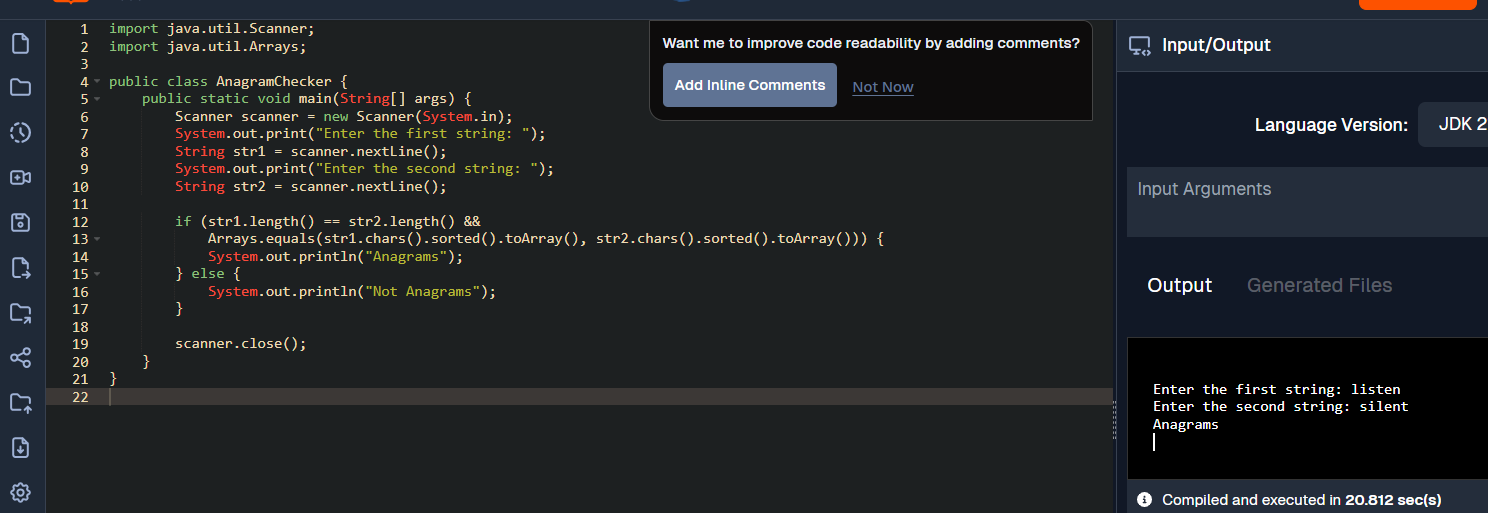 1 import java.util.Scanner;
2 import java.util.Arrays;
3
4 public class AnagramChecker {
5     public static void main(String[] args) {
6         Scanner scanner = new Scanner(System.in);
7         System.out.print("Enter the first string: ");
8         String str1 = scanner.nextLine();
9         System.out.print("Enter the second string: ");
10         String str2 = scanner.nextLine();
11
12         if (str1.length() == str2.length() &&
13             Arrays.equals(str1.chars().sorted().toArray(), str2.chars().sorted().toArray())) {
14             System.out.println("Anagrams");
15         } else {
16             System.out.println("Not Anagrams");
17         }
18
19         scanner.close();
20     }
21 }
22
Want me to improve code readability by adding comments?
Add Inline Comments Not Now
Input/Output
Language Version: JDK 2
Input Arguments
Output Generated Files
Enter the first string: listen
Enter the second string: silent
Anagrams
Compiled and executed in 20.812 sec(s)